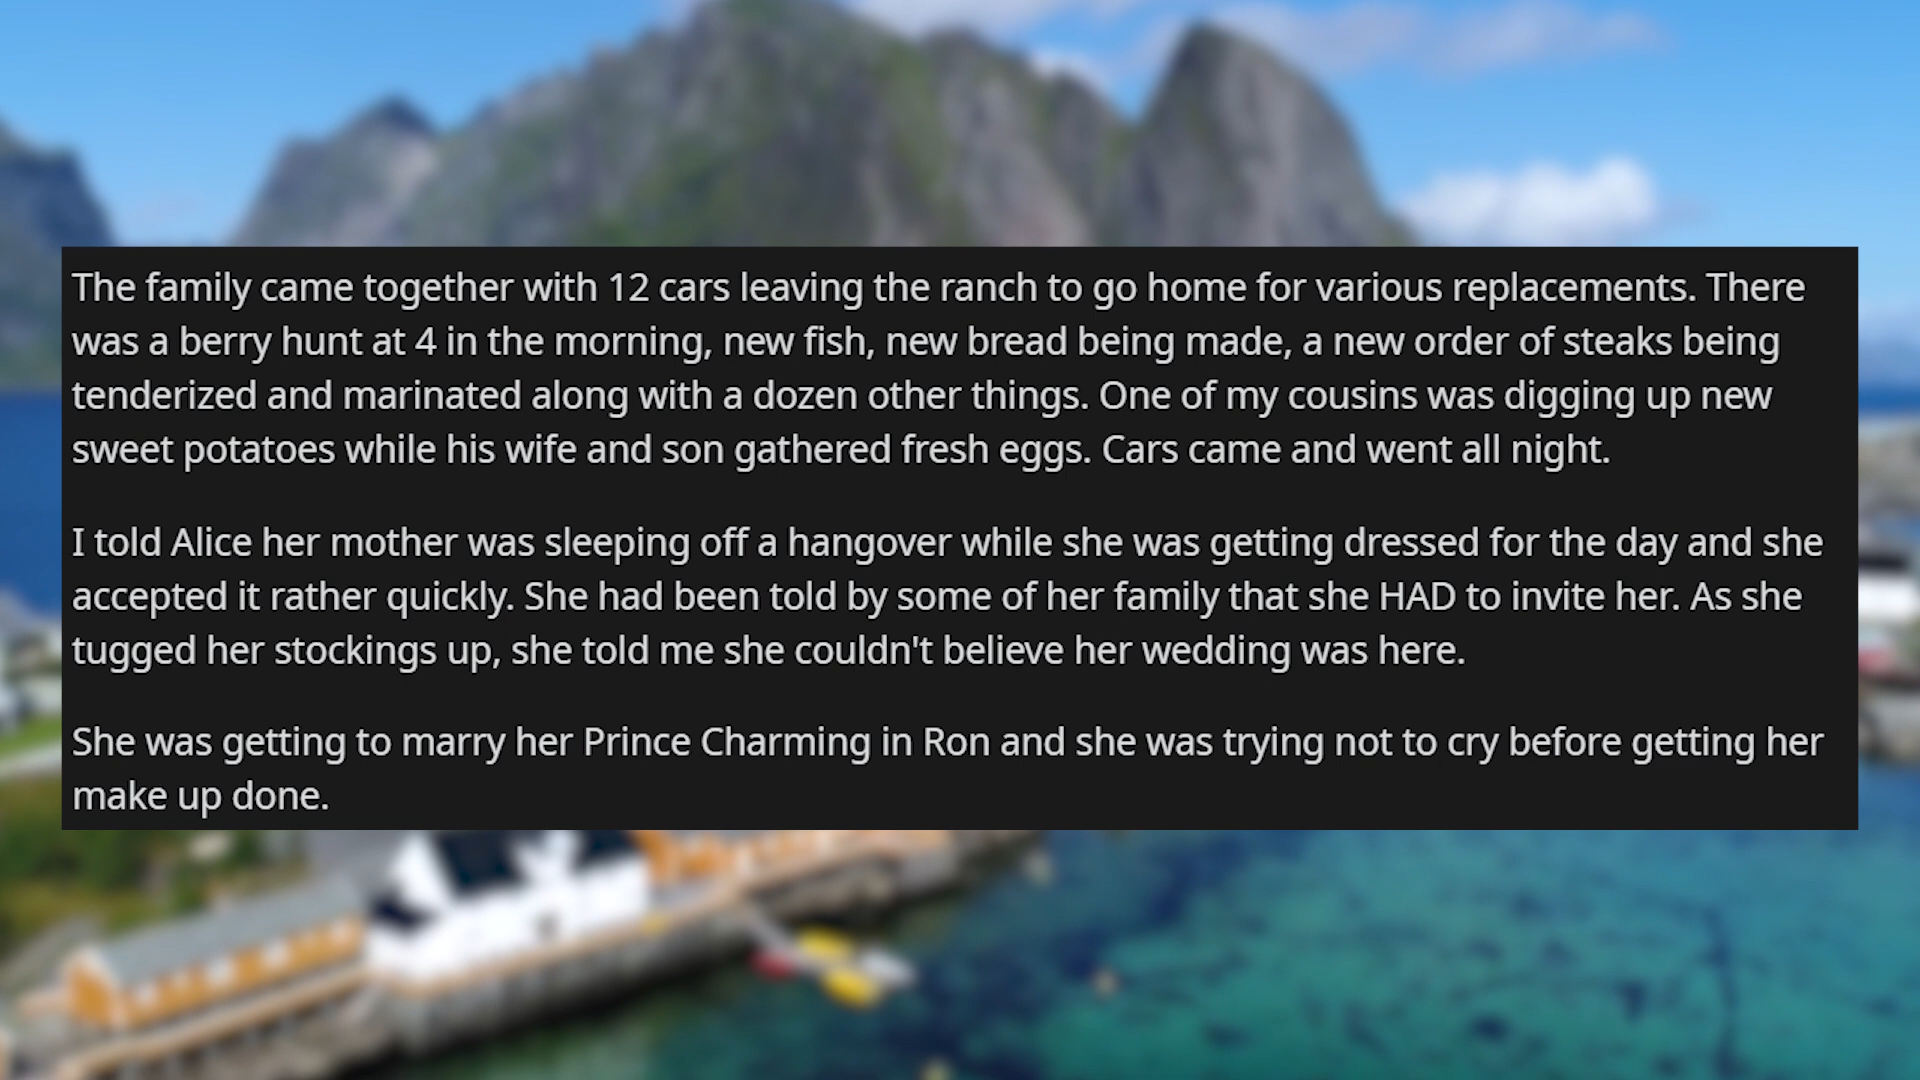 The family came together with 12 cars leaving the ranch to go home for various replacements. There
was a berry hunt at 4 in the morning, new fish, new bread being made, a new order of steaks being
tenderized and marinated along with a dozen other things. One of my cousins was digging up new
sweet potatoes while his wife and son gathered fresh eggs. Cars came and went all night.
I told Alice her mother was sleeping off a hangover while she was getting dressed for the day and she
accepted it rather quickly. She had been told by some of her family that she HAD to invite her. As she
tugged her stockings up, she told me she couldn't believe her wedding was here.
She was getting to marry her Prince Charming in Ron and she was trying not to cry before getting her
make up done.